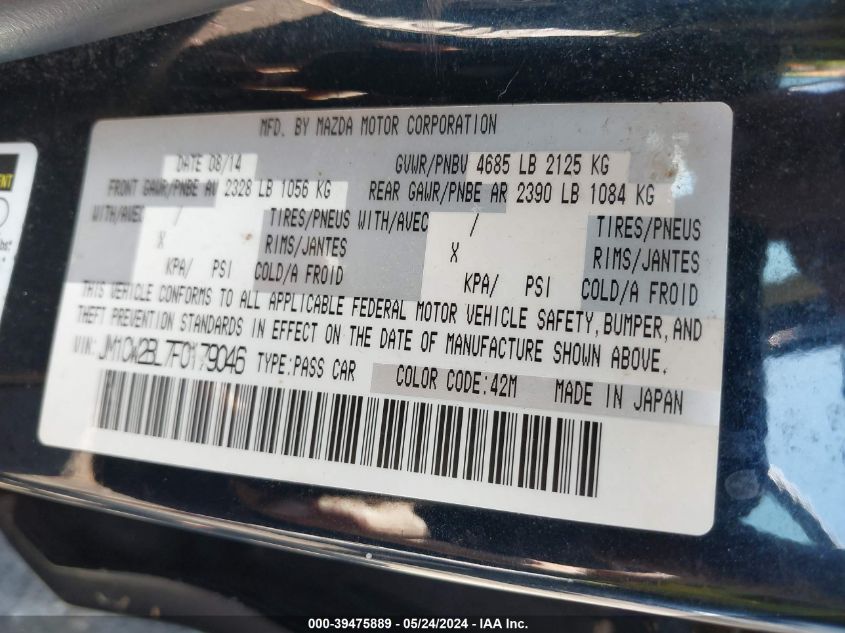 MFD. BY MAZDA MOTOR CORPORATION
DATE 08/14 GVWR/PNBV 4685 LB 2125 KG
FRONT GAWR/PNBE AV 2328 LB 1056 KG REAR GAWR/PNBE AR 2390 LB 1084 KG
WITH/AVEC / TIRES/PNEUS WITH/AVEC / TIRES/PNEUS
X RIMS/JANTES X RIMS/JANTES
KPA/ PSI COLD/A FROID KPA/ PSI COLD/A FROID
THIS VEHICLE CONFORMS TO ALL APPLICABLE FEDERAL MOTOR VEHICLE SAFETY, BUMPER, AND
THEFT PREVENTION STANDARDS IN EFFECT ON THE DATE OF MANUFACTURE SHOWN ABOVE.
VIN: JM1CW2BL7F0179046 TYPE:PASS CAR COLOR CODE:42M MADE IN JAPAN
000-39475889 - 05/24/2024 - IAA Inc.